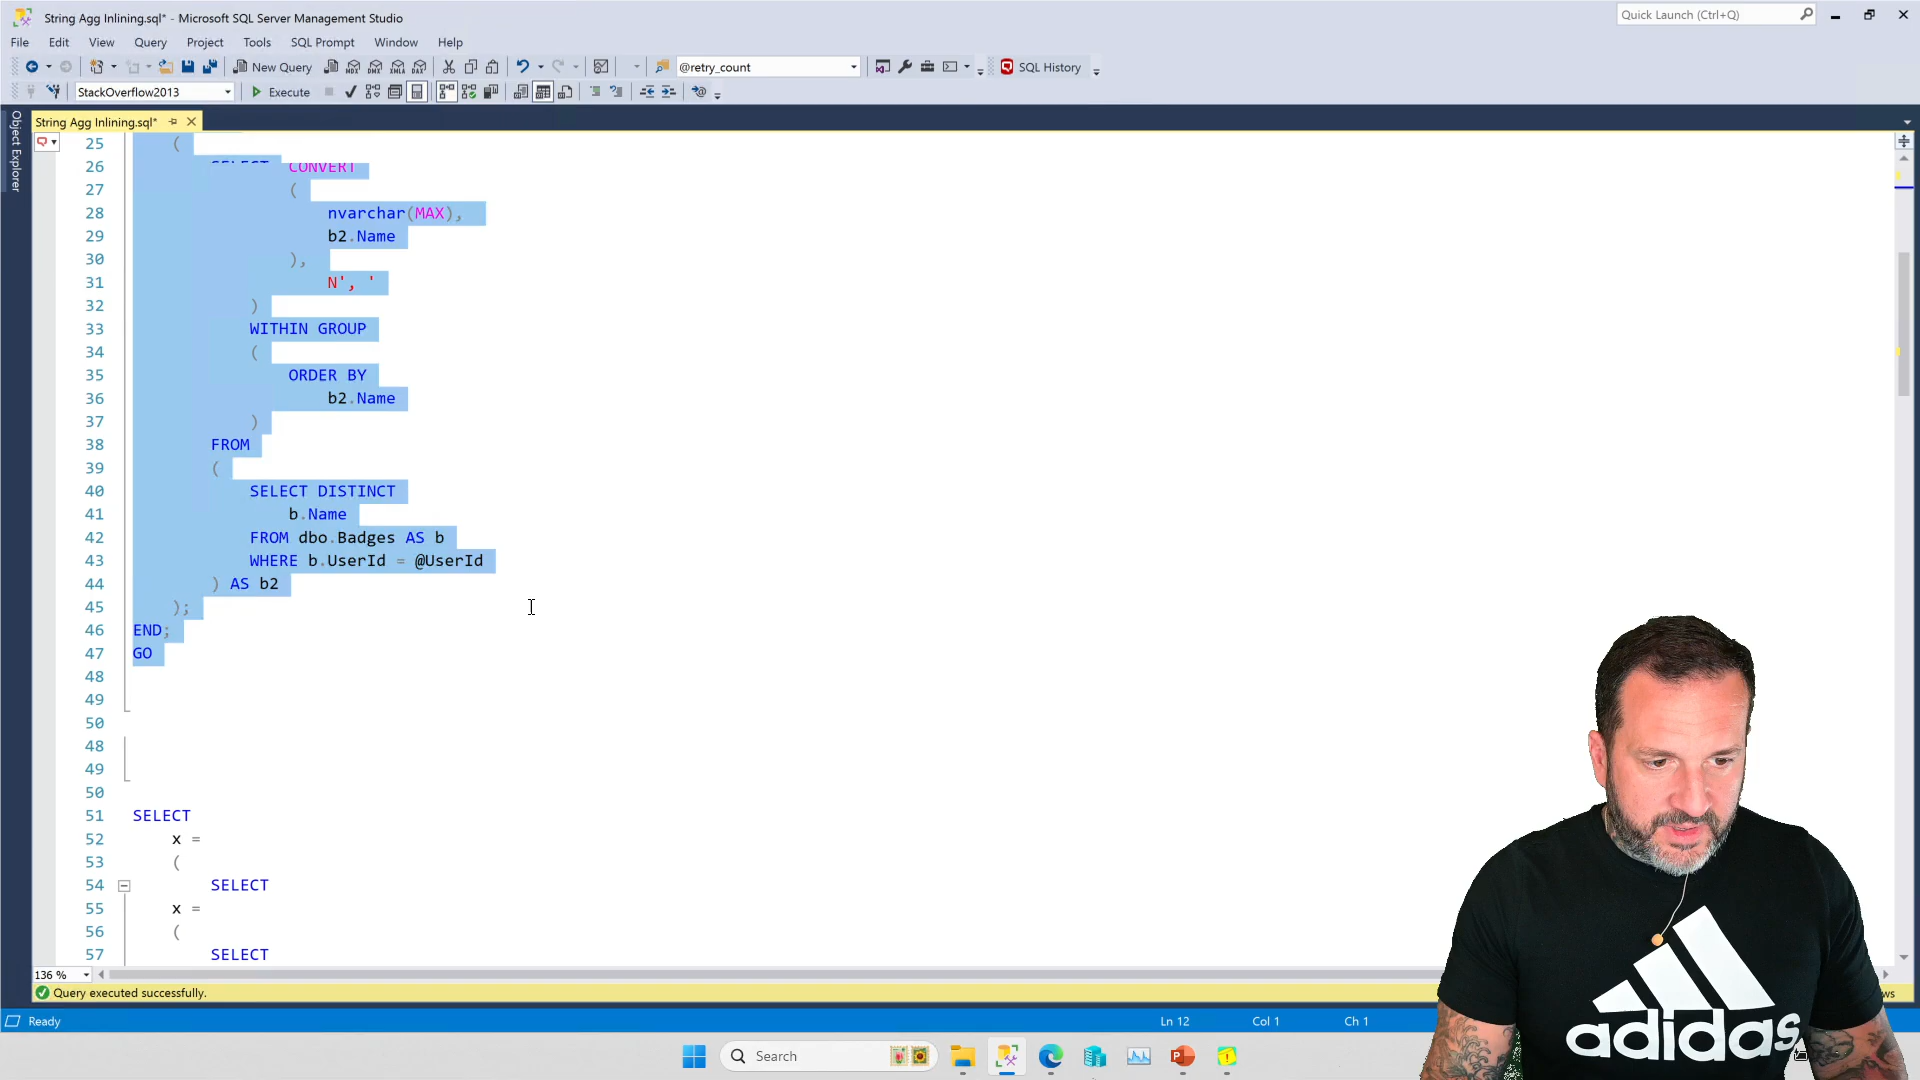 String Agg Inlining.sql* - Microsoft SQL Server Management Studio
Quick Launch (Ctrl+Q)
File Edit View Query Project Tools SQL Prompt Window Help
New Query MDX DMX XMLA DAX @retry_count SQL History
StackOverflow2013 Execute
String Agg Inlining.sql*
Object Explorer
25 (
26 SELECT CONVERT
27 (
28 nvarchar(MAX),
29 b2.Name
30 ),
31 N', '
32 )
33 WITHIN GROUP
34 (
35 ORDER BY
36 b2.Name
37 )
38 FROM
39 (
40 SELECT DISTINCT
41 b.Name
42 FROM dbo.Badges AS b
43 WHERE b.UserId = @UserId
44 ) AS b2
45 );
46 END;
47 GO
48
49
50
48
49
50
51 SELECT
52 x =
53 (
54 SELECT
55 x =
56 (
57 SELECT
136 %
Query executed successfully.
ws
Ready Ln 12 Col 1 Ch 1
Search
adidas